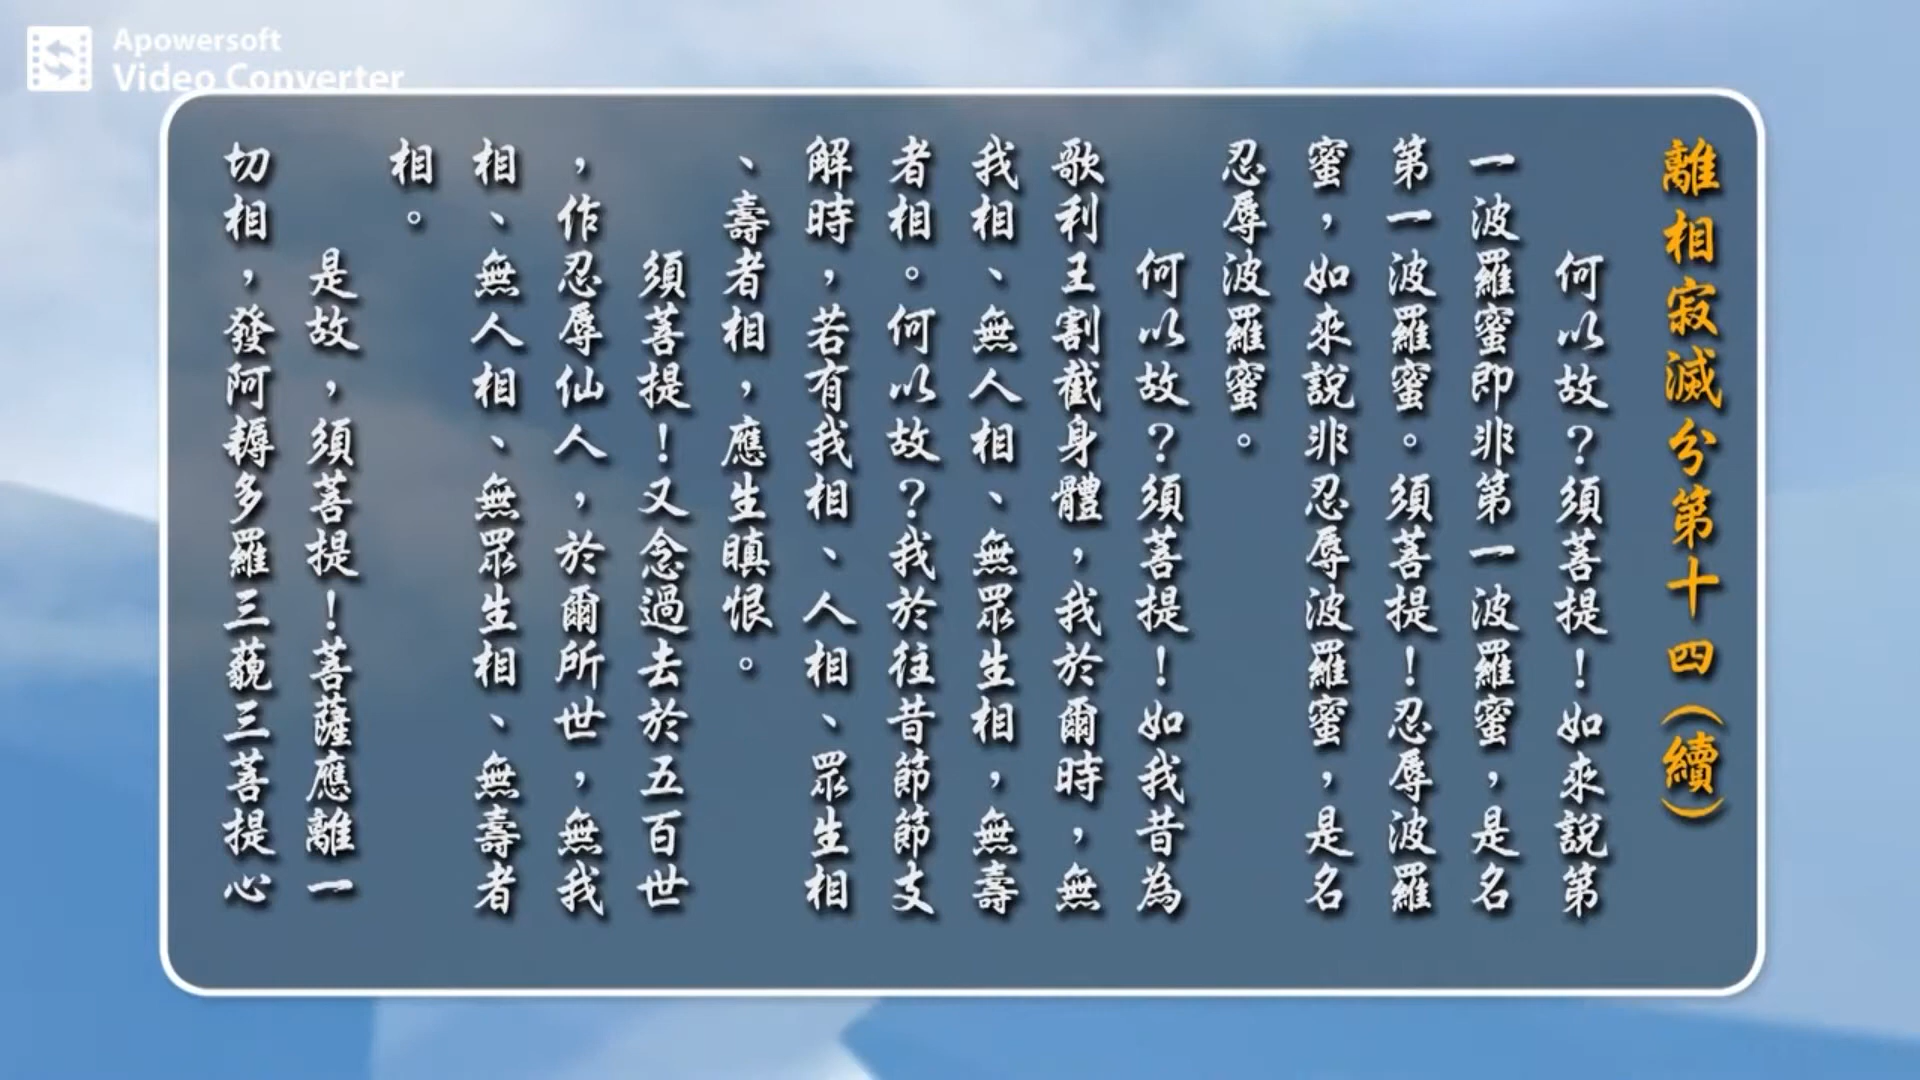 Apowersoft
Video Converter
離相寂滅分第十四（續）
何以故？須菩提！如來說第
一波羅蜜即非第一波羅蜜，是名
第一波羅蜜。須菩提！忍辱波羅
蜜，如來說非忍辱波羅蜜，是名
忍辱波羅蜜。
何以故？須菩提！如我昔為
歌利王割截身體，我於爾時，無
我相、無人相、無眾生相，無壽
者相。何以故？我於往昔節節支
解時，若有我相、人相、眾生相
、壽者相，應生瞋恨。
須菩提！又念過去於五百世
，作忍辱仙人，於爾所世，無我
相、無人相、無眾生相、無壽者
相。
是故，須菩提！菩薩應離一
切相，發阿耨多羅三藐三菩提心